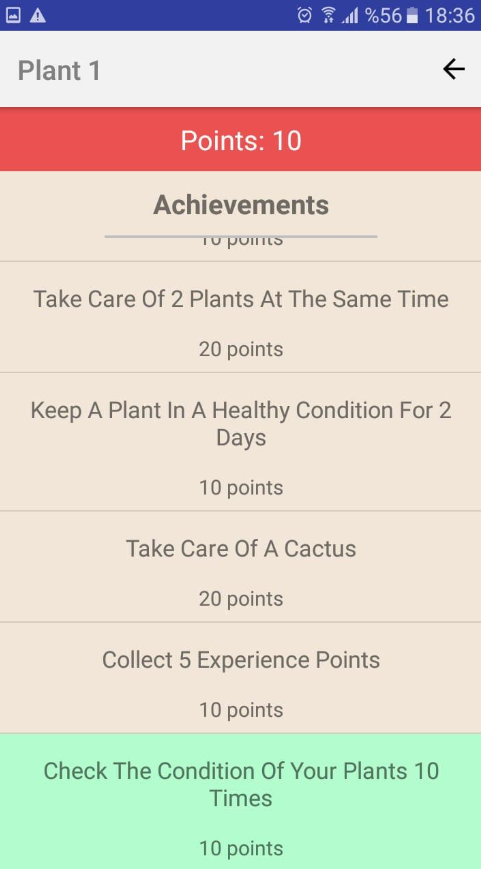 %56 18:36
Plant 1
Points: 10
Achievements
10 points
Take Care Of 2 Plants At The Same Time
20 points
Keep A Plant In A Healthy Condition For 2
Days
10 points
Take Care Of A Cactus
20 points
Collect 5 Experience Points
10 points
Check The Condition Of Your Plants 10
Times
10 points